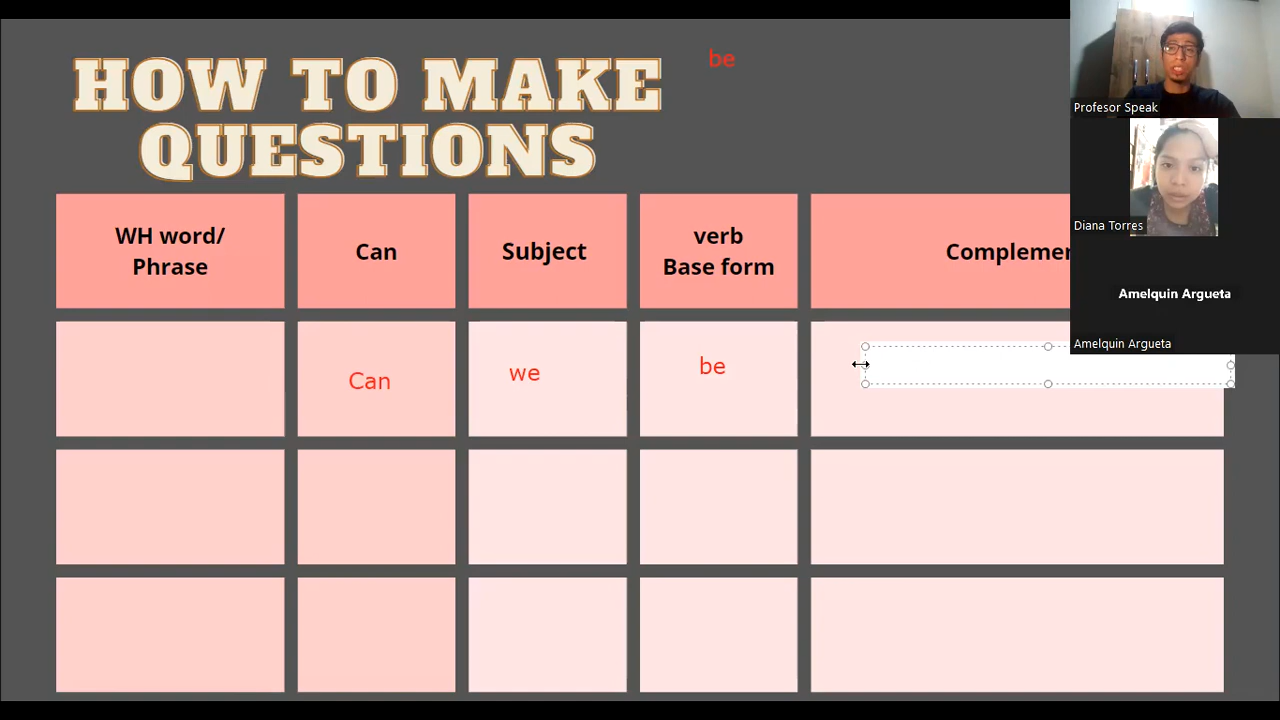 HOW TO MAKE
QUESTIONS
be
WH word/
Phrase
Can
Subject
verb
Base form
Complemen
Can
we
be
Profesor Speak
Diana Torres
Amelquin Argueta
Amelquin Argueta